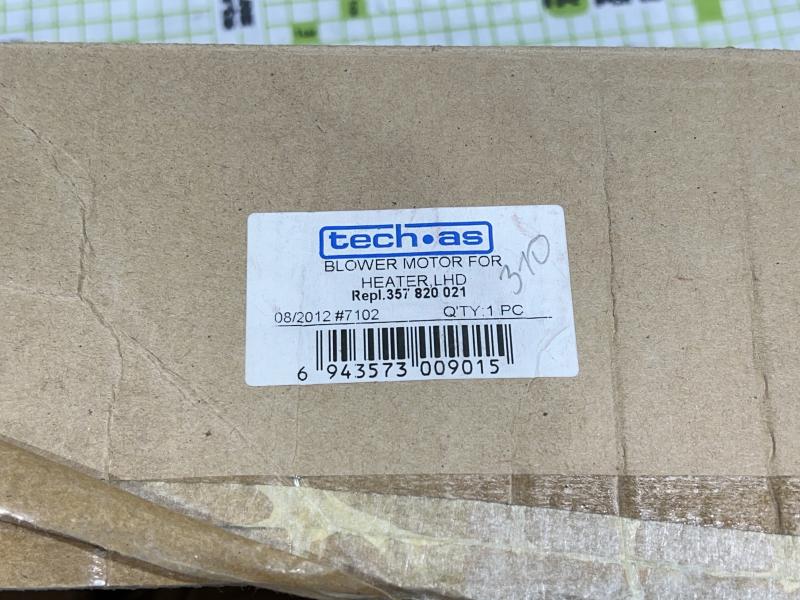 tech·as
BLOWER MOTOR FOR
HEATER,LHD
Repl.357 820 021
310
08/2012 #7102 Q'TY:1 PC
6 943573 009015